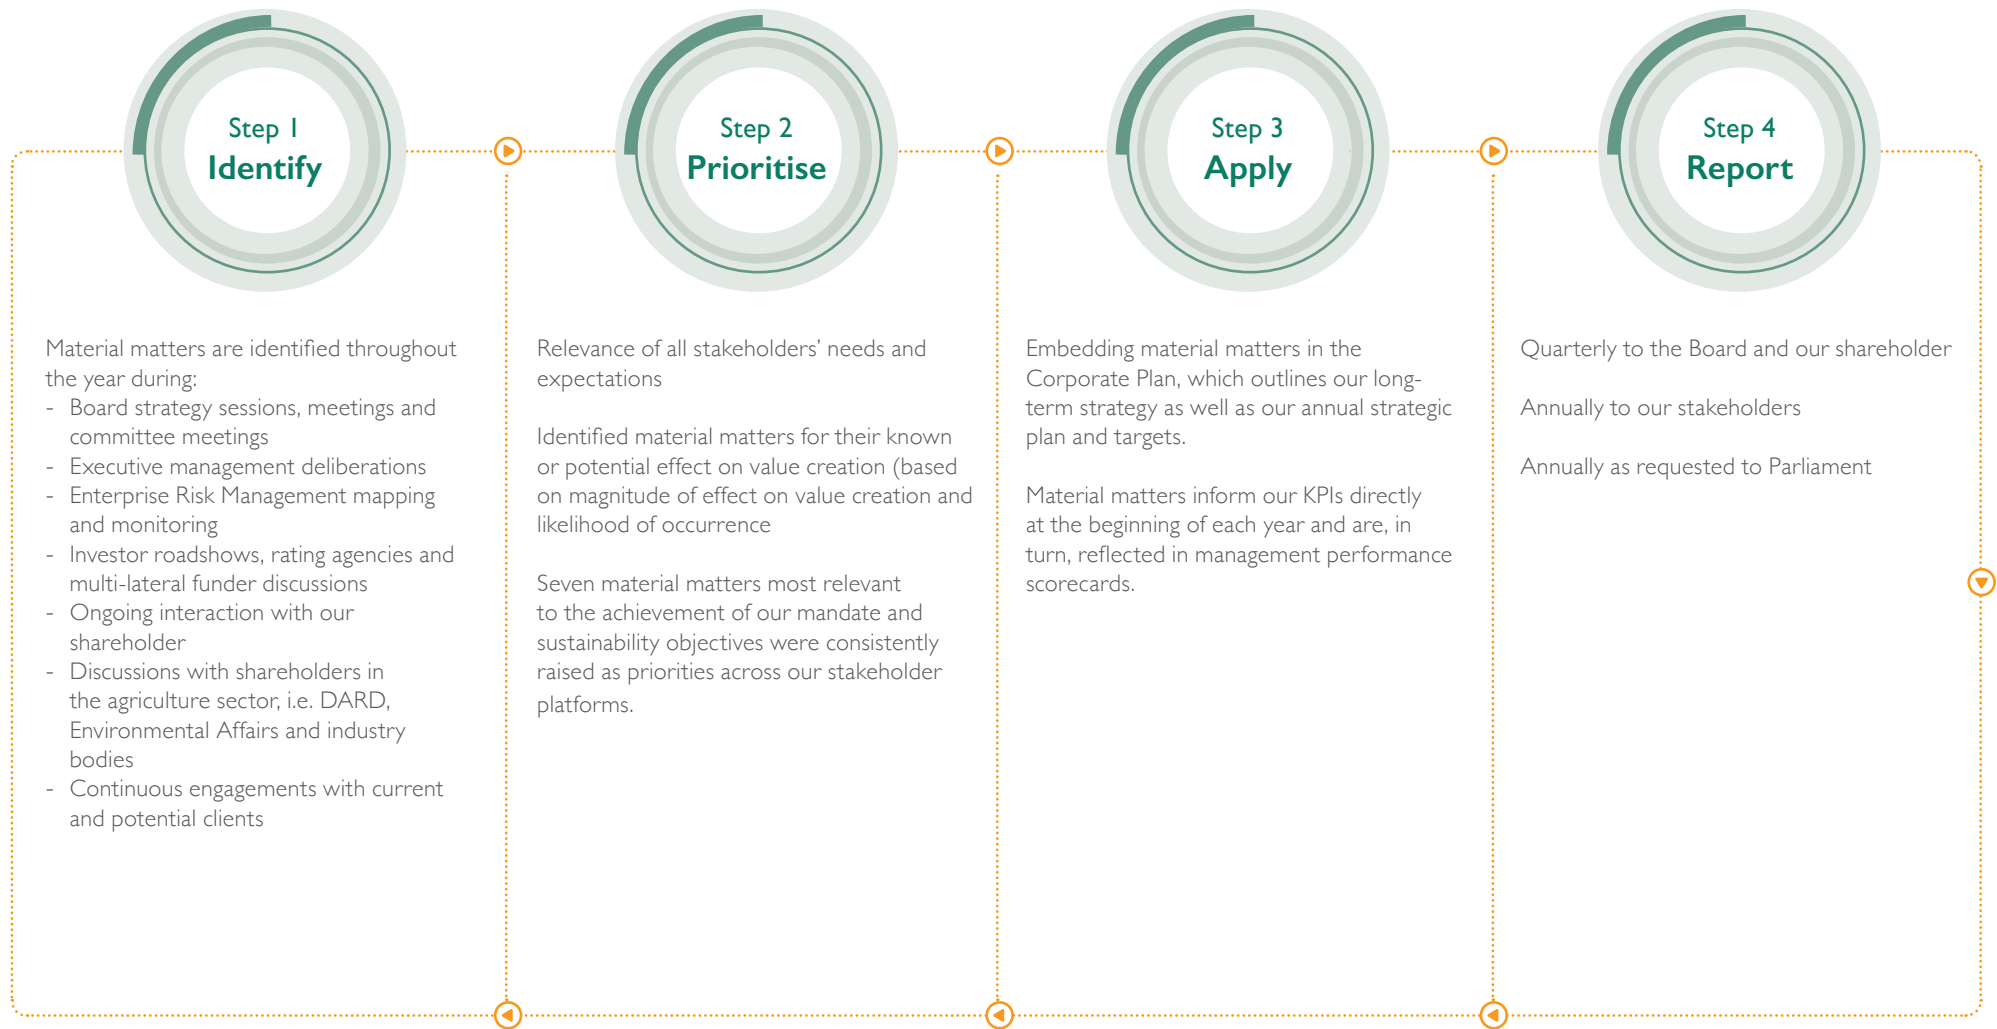 Step 1
Identify
Material matters are identified throughout
the year during:
- Board strategy sessions, meetings and
committee meetings
- Executive management deliberations
- Enterprise Risk Management mapping
and monitoring
- Investor roadshows, rating agencies and
multi-lateral funder discussions
- Ongoing interaction with our
shareholder
- Discussions with shareholders in
the agriculture sector, i.e. DARD,
Environmental Affairs and industry
bodies
- Continuous engagements with current
and potential clients
Step 2
Prioritise
Relevance of all stakeholders’ needs and
expectations
Identified material matters for their known
or potential effect on value creation (based
on magnitude of effect on value creation and
likelihood of occurrence
Seven material matters most relevant
to the achievement of our mandate and
sustainability objectives were consistently
raised as priorities across our stakeholder
platforms.
Step 3
Apply
Embedding material matters in the
Corporate Plan, which outlines our long-
term strategy as well as our annual strategic
plan and targets.
Material matters inform our KPIs directly
at the beginning of each year and are, in
turn, reflected in management performance
scorecards.
Step 4
Report
Quarterly to the Board and our shareholder
Annually to our stakeholders
Annually as requested to Parliament